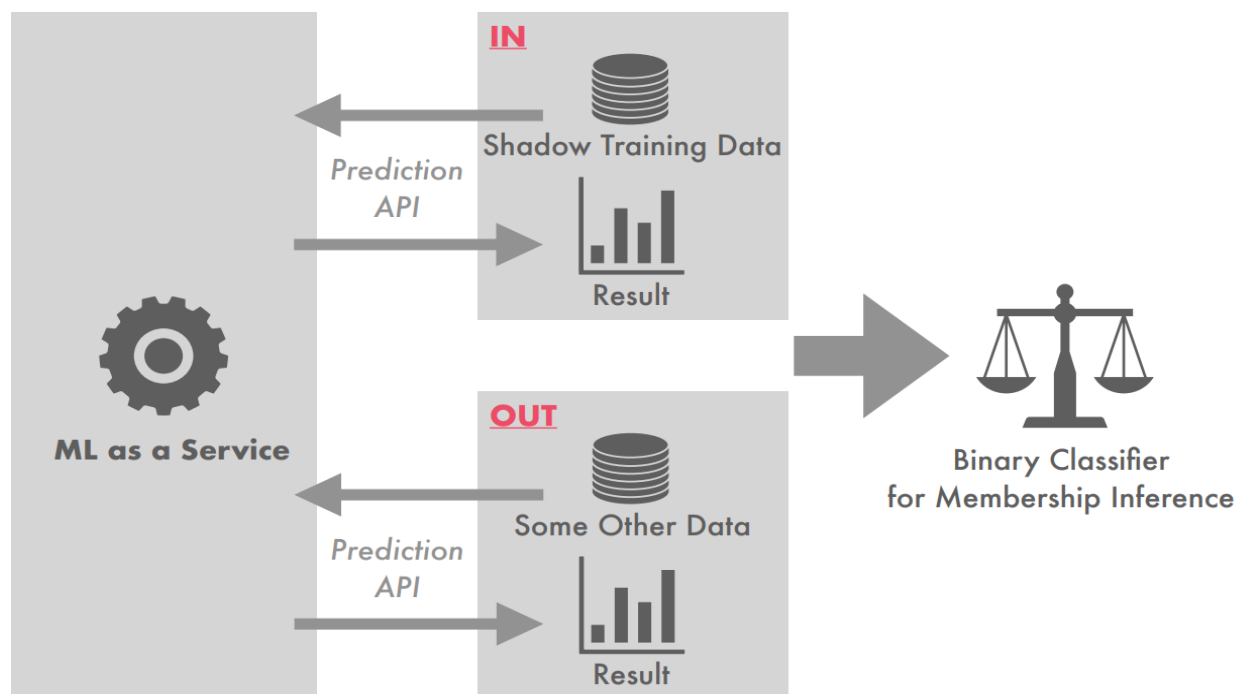 IN
Shadow Training Data
Prediction
API
Result
ML as a Service
OUT
Some Other Data
Prediction
API
Result
Binary Classifier
for Membership Inference